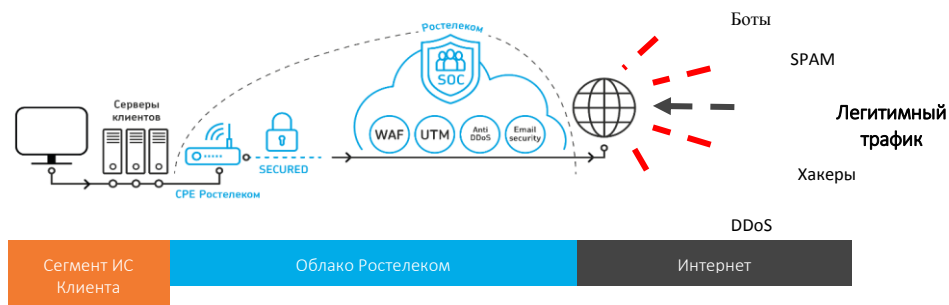 Боты
Ростелеком
SPAM
SOC
Серверы
клиентов
Легитимный
трафик
WAF
UTM
Anti
DDoS
Email
security
SECURED
Хакеры
CPE Ростелеком
DDoS
Сегмент ИС
Клиента
Облако Ростелеком
Интернет